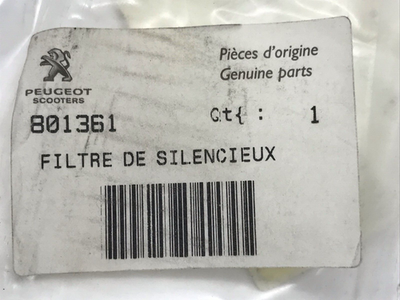 PEUGEOT
SCOOTERS
Pièces d'origine
Genuine parts
801361 Qt{ : 1
FILTRE DE SILENCIEUX